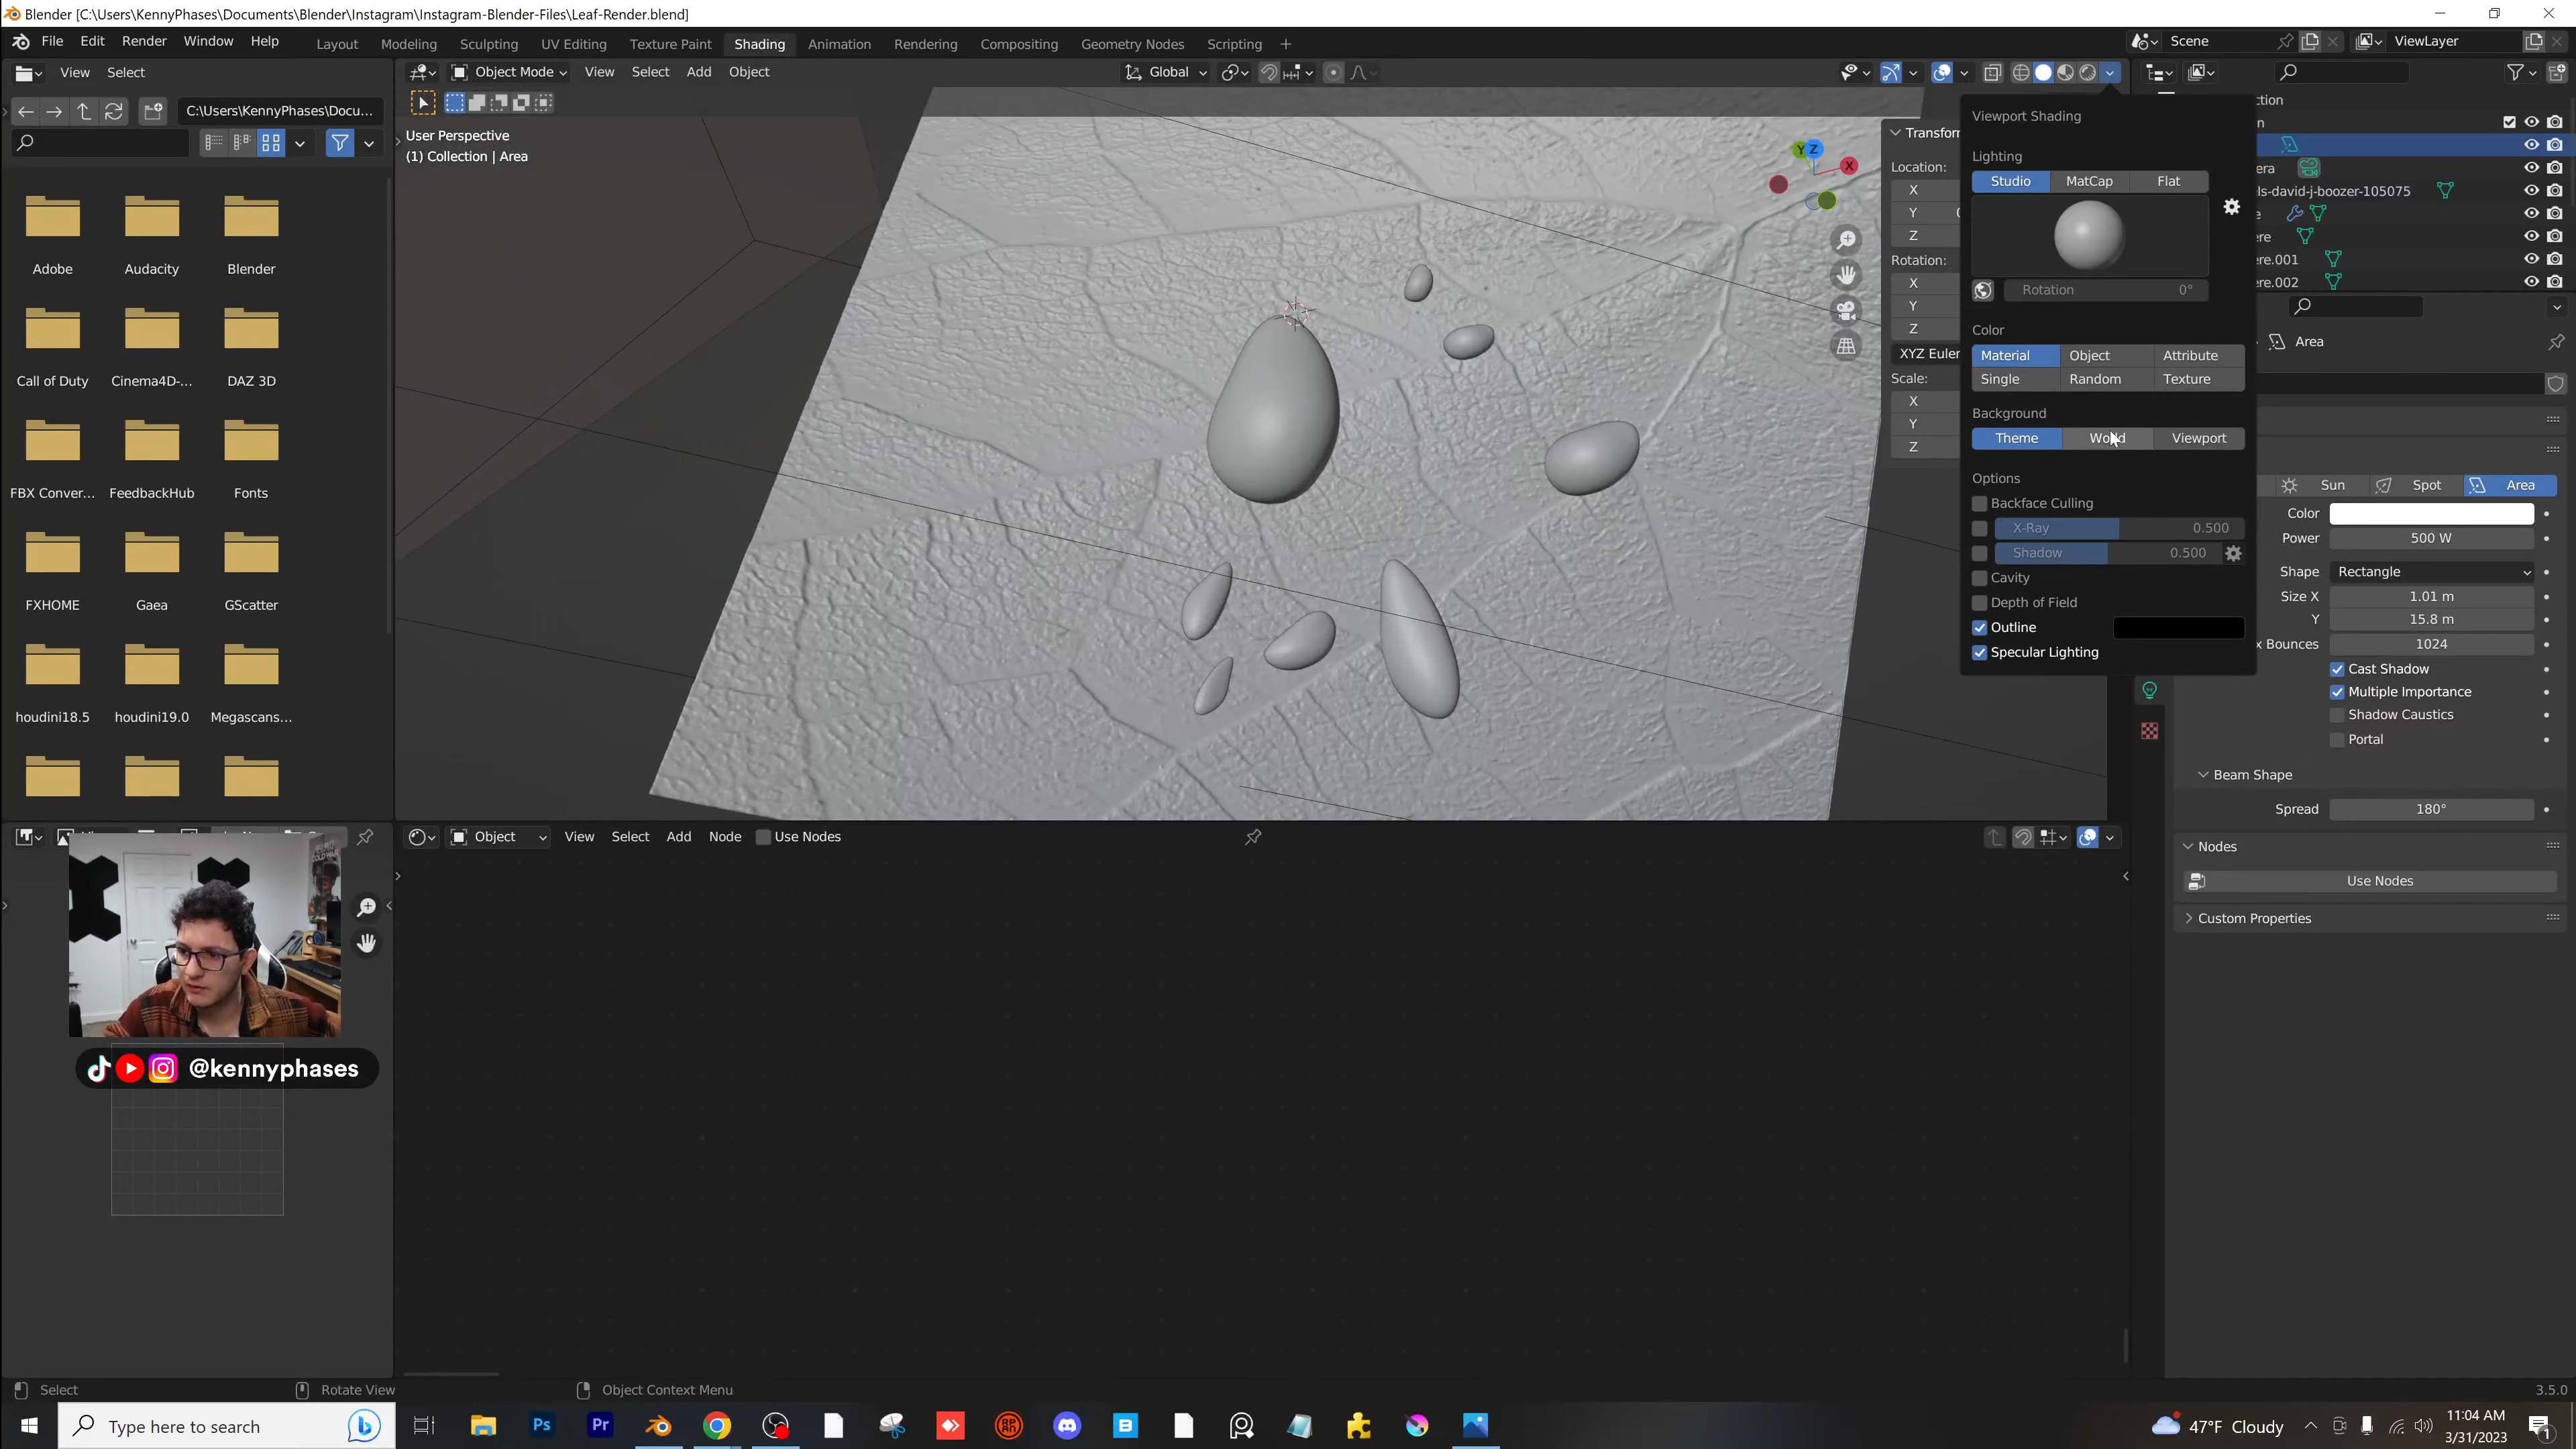 Blender [C:\Users\KennyPhases\Documents\Blender\Instagram\Instagram-Blender-Files\Leaf-Render.blend]
File Edit Render Window Help
Layout Modeling Sculpting UV Editing Texture Paint Shading Animation Rendering Compositing Geometry Nodes Scripting +
Scene
ViewLayer
View Select
Object Mode View Select Add Object
Global
C:\Users\KennyPhases\Docu...
User Perspective
(1) Collection | Area
Adobe Audacity Blender
Call of Duty Cinema4D-... DAZ 3D
FBX Conver... FeedbackHub Fonts
FXHOME Gaea GScatter
houdini18.5 houdini19.0 Megascans...
Y Z X
Transform
Location:
X
Y 0
Z
Rotation:
X
Y
Z
XYZ Euler
Scale:
X
Y
Z
Viewport Shading
Lighting
Studio MatCap Flat
Rotation 0°
Color
Material Object Attribute
Single Random Texture
Background
Theme World Viewport
Options
Backface Culling
X-Ray 0.500
Shadow 0.500
Cavity
Depth of Field
Outline
Specular Lighting
ction
n
era
ls-david-j-boozer-105075
e
ere
ere.001
ere.002
Area
Sun Spot Area
Color
Power 500 W
Shape Rectangle
Size X 1.01 m
Y 15.8 m
x Bounces 1024
Cast Shadow
Multiple Importance
Shadow Caustics
Portal
Beam Shape
Spread 180°
Nodes
Use Nodes
Custom Properties
Object View Select Add Node Use Nodes
@kennyphases
Select Rotate View Object Context Menu
3.5.0
Type here to search
Ps Pr
47°F Cloudy
11:04 AM
3/31/2023
1